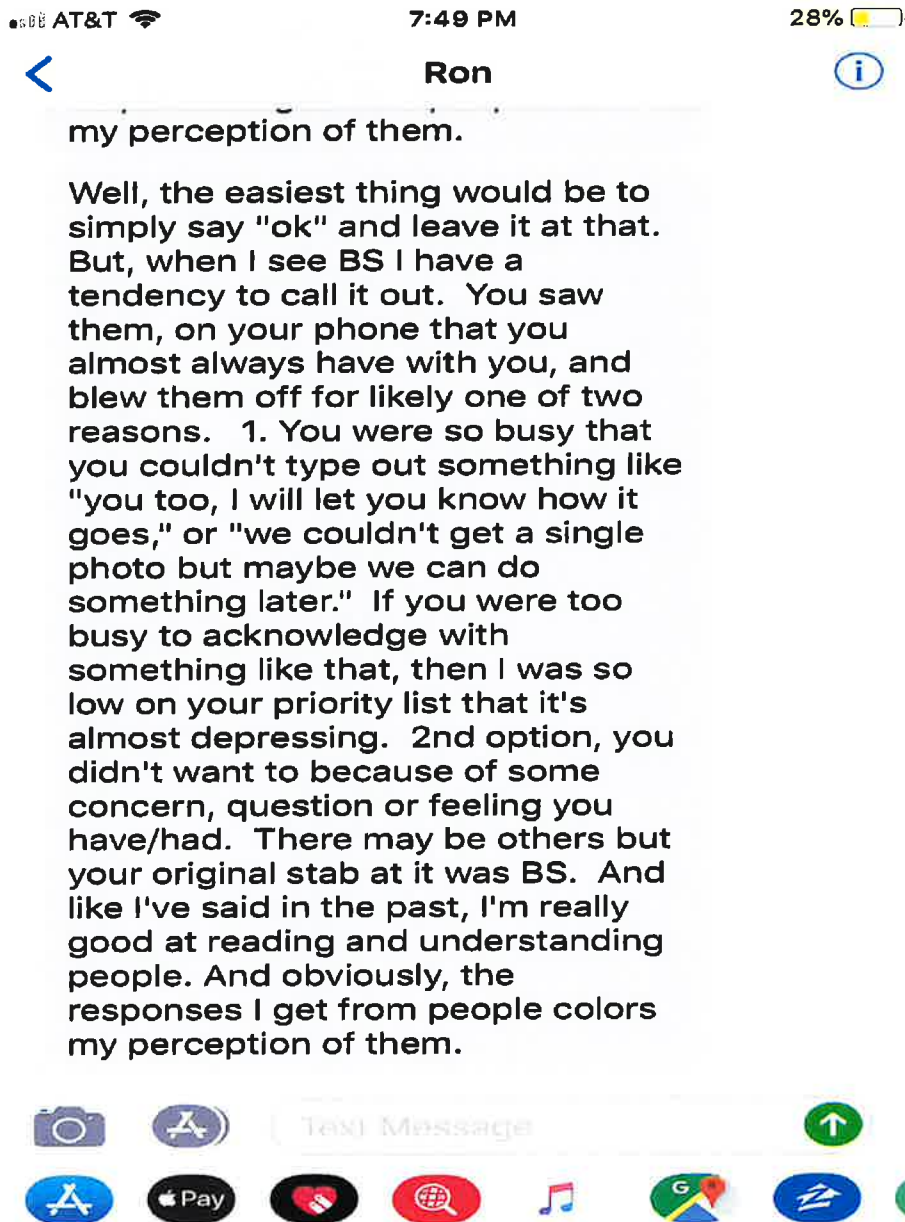 AT&T 7:49 PM 28%
Ron
my perception of them.
Well, the easiest thing would be to
simply say "ok" and leave it at that.
But, when I see BS I have a
tendency to call it out.  You saw
them, on your phone that you
almost always have with you, and
blew them off for likely one of two
reasons.   1. You were so busy that
you couldn't type out something like
"you too, I will let you know how it
goes," or "we couldn't get a single
photo but maybe we can do
something later."  If you were too
busy to acknowledge with
something like that, then I was so
low on your priority list that it's
almost depressing.  2nd option, you
didn't want to because of some
concern, question or feeling you
have/had.  There may be others but
your original stab at it was BS.  And
like I've said in the past, I'm really
good at reading and understanding
people. And obviously, the
responses I get from people colors
my perception of them.
Text Message
Pay
G